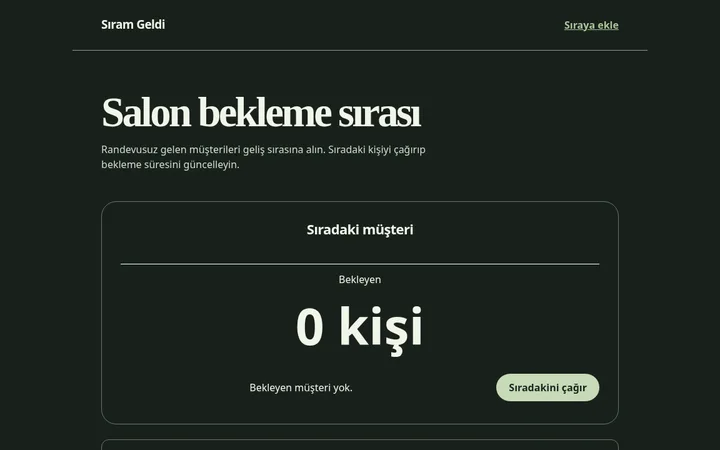 Sıram Geldi
Sıraya ekle
Salon bekleme sırası
Randevusuz gelen müşterileri geliş sırasına alın. Sıradaki kişiyi çağırıp
bekleme süresini güncelleyin.
Sıradaki müşteri
Bekleyen
0 kişi
Bekleyen müşteri yok.
Sıradakini çağır